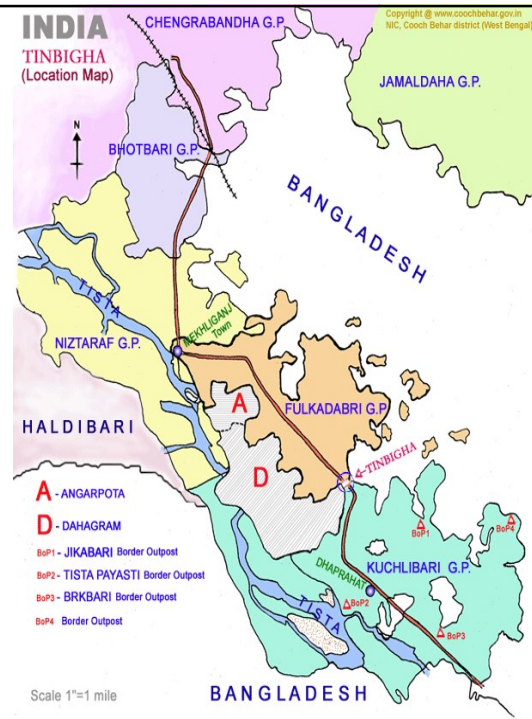 INDIA
TINBIGHA
(Location Map)
CHENGRABANDHA G.P.
Copyright @ www.coochbehar.gov.in
NIC, Cooch Behar district (West Bengal)
JAMALDAHA G.P.
N
BHOTBARI G.P.
BANGLADESH
TISTA
MEKHLIGANJ
Town
NIZTARAF G.P.
A
FULKADABRI G.P
HALDIBARI
TINBIGHA
D
A - ANGARPOTA
D - DAHAGRAM
BoP1 - JIKABARI Border Outpost
BoP2 - TISTA PAYASTI Border Outpost
BoP3 - BRKBARI Border Outpost
BoP4 Border Outpost
BoP1
BoP4
KUCHLIBARI G.P.
DHAPRAHAT
TISTA
BoP2
BoP3
Scale 1"=1 mile
BANGLADESH